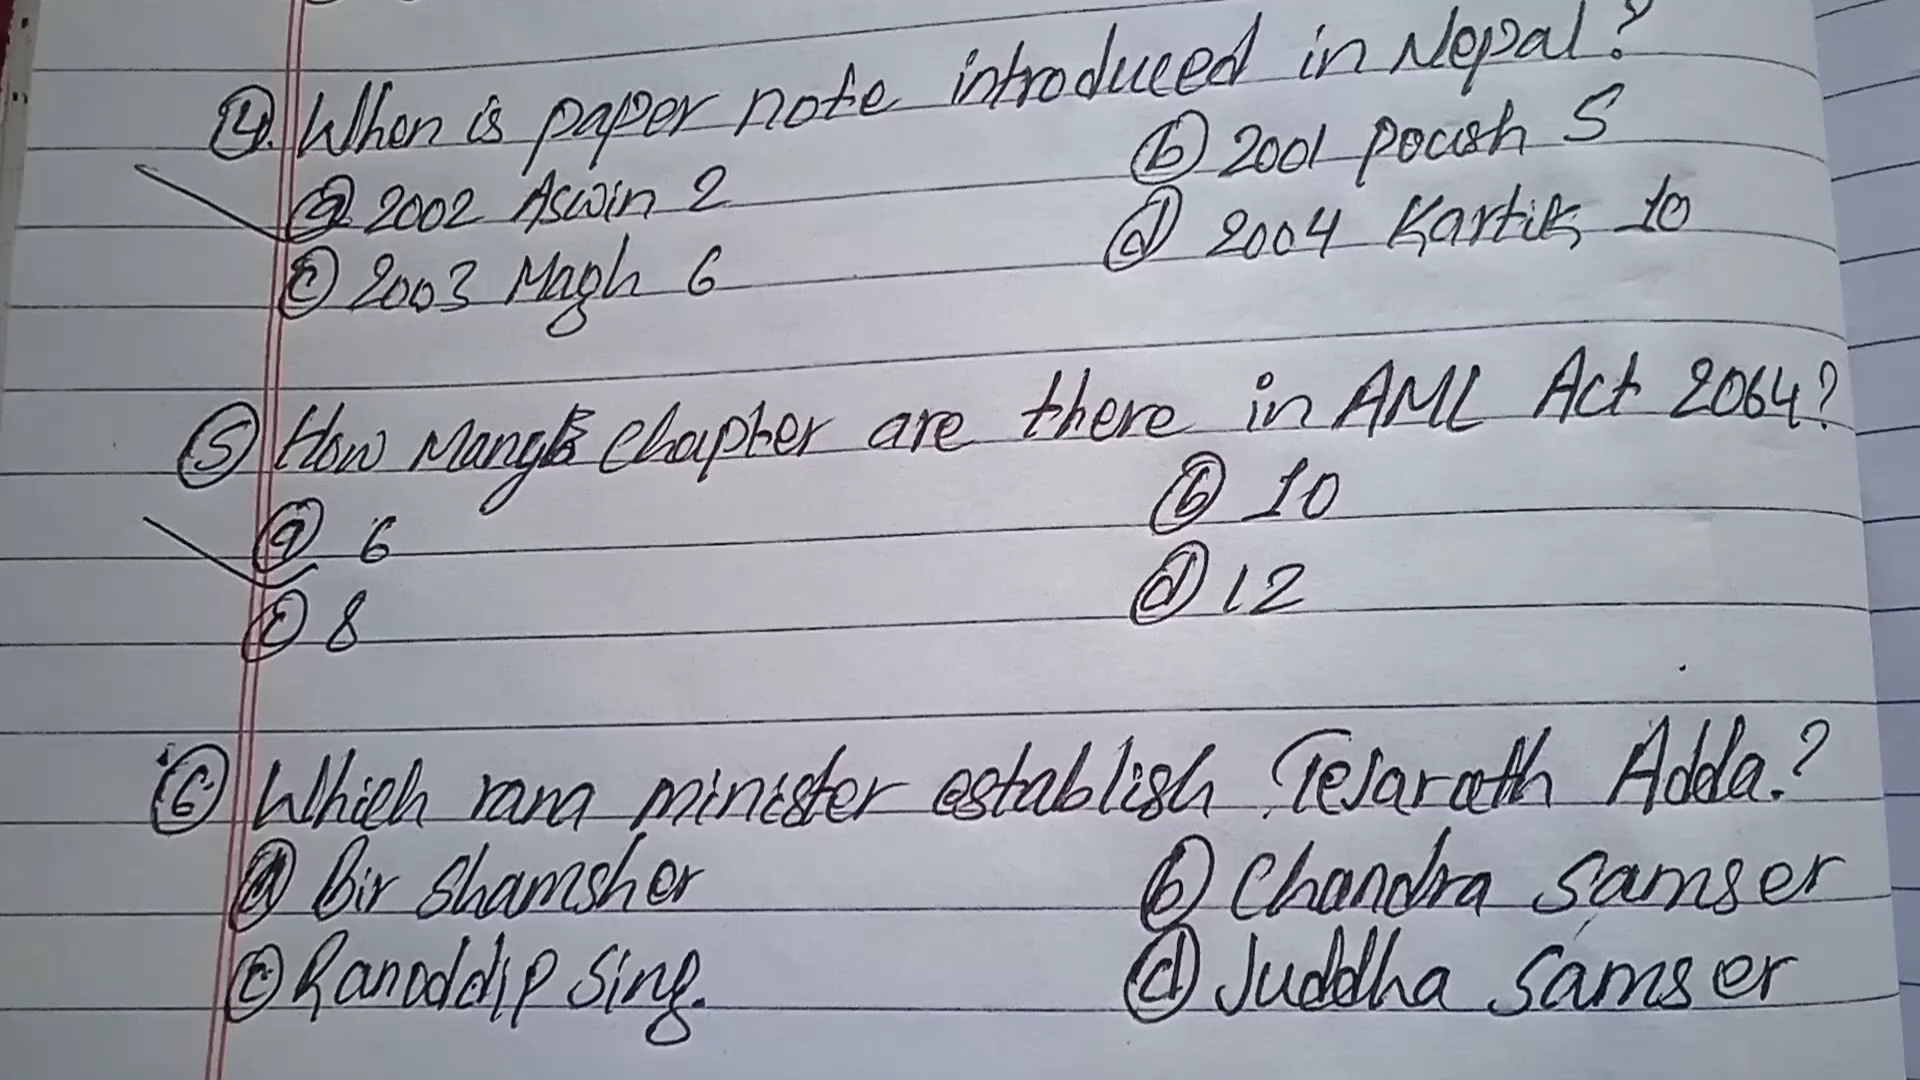 4. When is paper note introduced in Nepal?
a 2002 Aswin 2 b 2001 poush 5
c 2003 Magh 6 d 2004 Kartik 10
5 How Many chapter are there in AML Act 2064?
a 6 b 10
c 8 d 12
6 Which rana minister establish Tejarath Adda.?
a Bir Shamsher b Chandra Samser
c Ranoddip Sing. d Juddha Samser